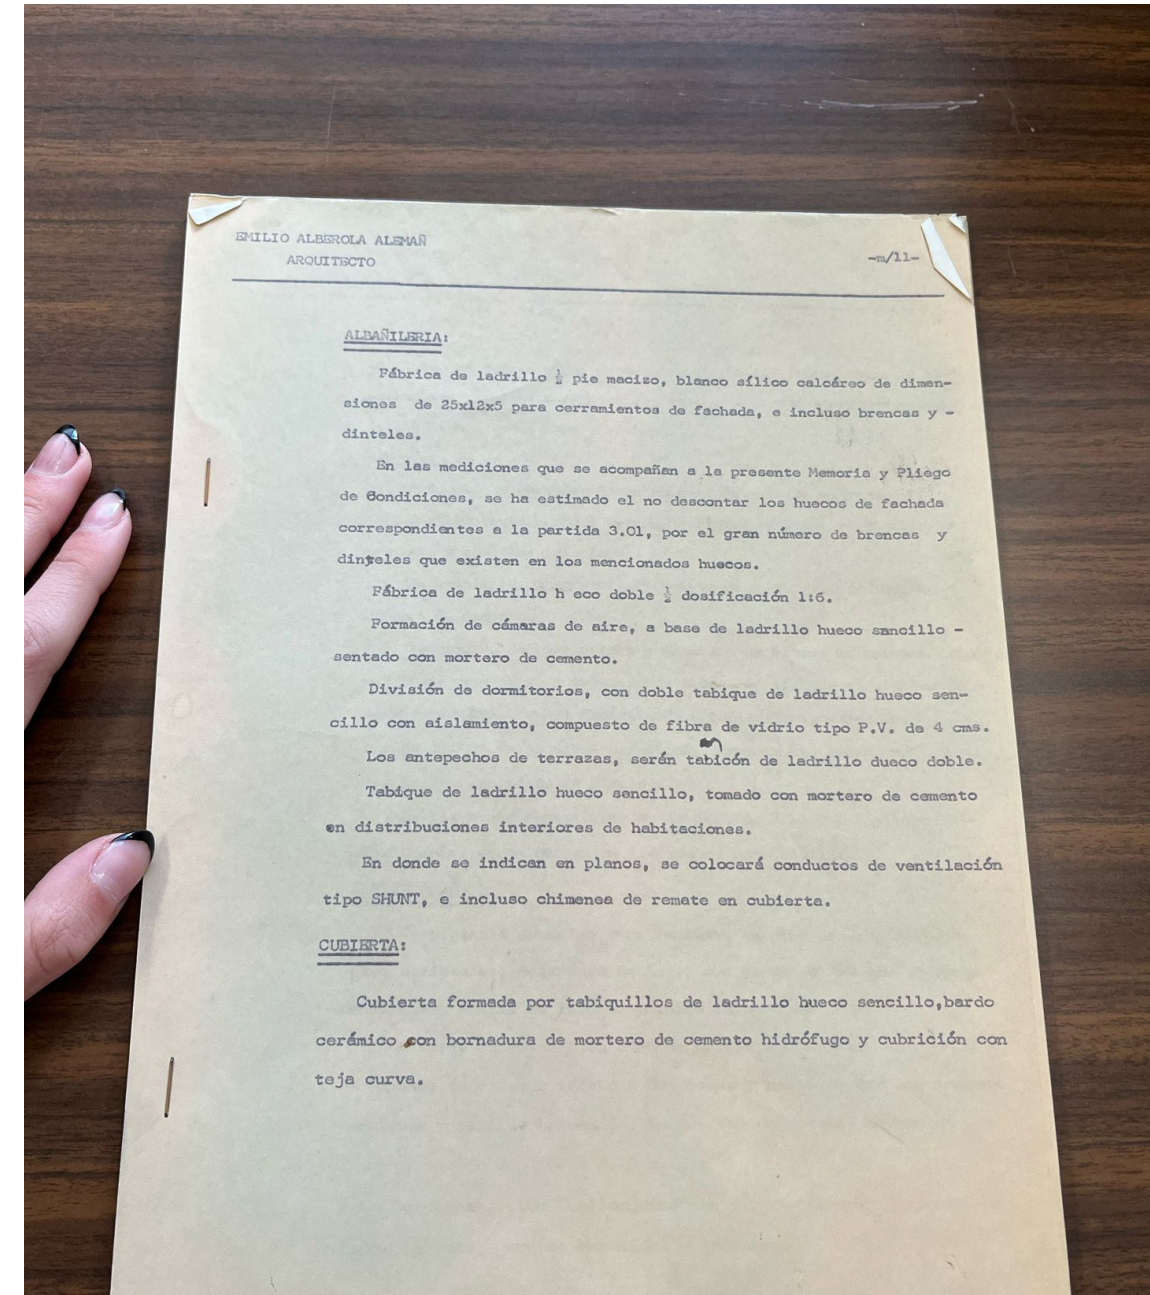 EMILIO ALBEROLA ALEMAÑ
ARQUITECTO
-m/11-
ALBAÑILERIA:
Fábrica de ladrillo ½ pie macizo, blanco sílico calcáreo de dimen-
siones de 25x12x5 para cerramientos de fachada, e incluso brencas y -
dinteles.
En las mediciones que se acompañan a la presente Memoria y Pliego
de Condiciones, se ha estimado el no descontar los huecos de fachada
correspondientes a la partida 3.01, por el gran número de brencas y
dinteles que existen en los mencionados huecos.
Fábrica de ladrillo h eco doble ½ dosificación 1:6.
Formación de cámaras de aire, a base de ladrillo hueco sencillo -
sentado con mortero de cemento.
División de dormitorios, con doble tabique de ladrillo hueco sen-
cillo con aislamiento, compuesto de fibra de vidrio tipo P.V. de 4 cms.
Los antepechos de terrazas, serán tabicón de ladrillo dueco doble.
Tabique de ladrillo hueco sencillo, tomado con mortero de cemento
en distribuciones interiores de habitaciones.
En donde se indican en planos, se colocará conductos de ventilación
tipo SHUNT, e incluso chimenea de remate en cubierta.
CUBIERTA:
Cubierta formada por tabiquillos de ladrillo hueco sencillo,bardo
cerámico con bornadura de mortero de cemento hidrófugo y cubrición con
teja curva.